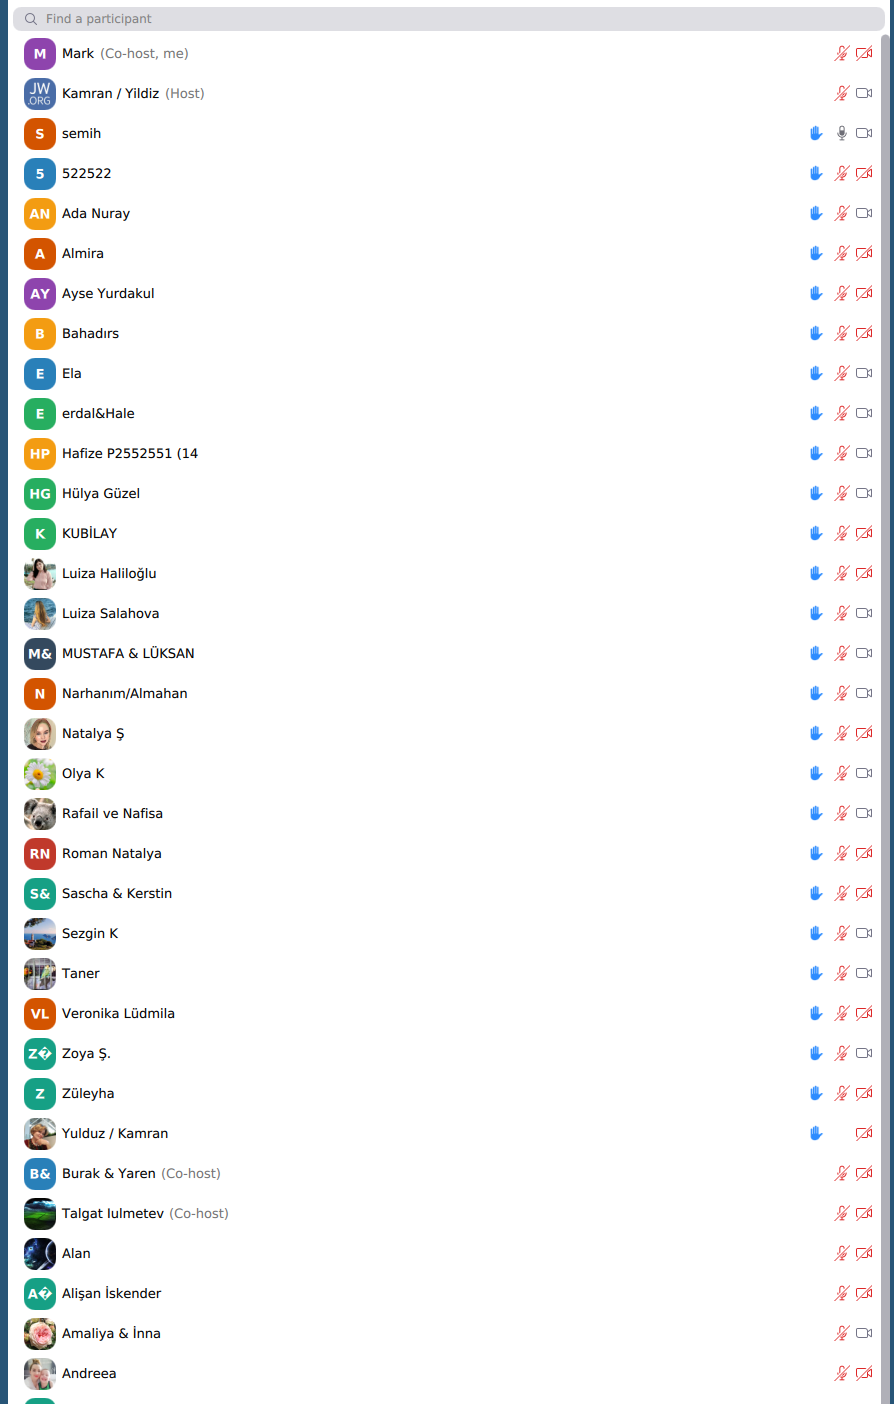 Find a participant
M Mark (Co-host, me)
JW
.ORG
Kamran / Yildiz (Host)
S semih
5 522522
AN Ada Nuray
A Almira
AY Ayse Yurdakul
B Bahadırs
E Ela
E erdal&Hale
HP Hafize P2552551 (14
HG Hülya Güzel
K KUBİLAY
Luiza Haliloğlu
Luiza Salahova
M& MUSTAFA & LÜKSAN
N Narhanım/Almahan
Natalya Ş
Olya K
Rafail ve Nafisa
RN Roman Natalya
S& Sascha & Kerstin
Sezgin K
Taner
VL Veronika Lüdmila
Z� Zoya Ş.
Z Züleyha
Yulduz / Kamran
B& Burak & Yaren (Co-host)
Talgat Iulmetev (Co-host)
Alan
A� Alişan İskender
Amaliya & İnna
Andreea